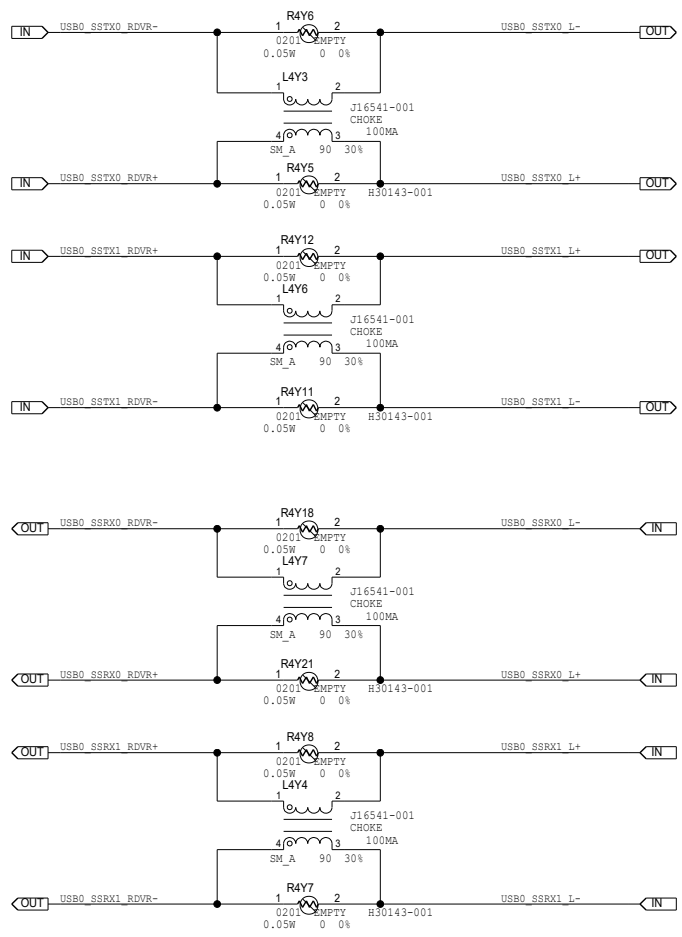 R4Y6
IN USB0_SSTX0_RDVR- 1 2 USB0_SSTX0_L- OUT
0201 EMPTY
0.05W 0 0%
L4Y3
1 2
J16541-001
CHOKE
100MA
4 3
SM_A 90 30%
R4Y5
IN USB0_SSTX0_RDVR+ 1 2 USB0_SSTX0_L+ OUT
0201 EMPTY H30143-001
0.05W 0 0%
R4Y12
IN USB0_SSTX1_RDVR+ 1 2 USB0_SSTX1_L+ OUT
0201 EMPTY
0.05W 0 0%
L4Y6
1 2
J16541-001
CHOKE
100MA
4 3
SM_A 90 30%
R4Y11
IN USB0_SSTX1_RDVR- 1 2 USB0_SSTX1_L- OUT
0201 EMPTY H30143-001
0.05W 0 0%
R4Y18
OUT USB0_SSRX0_RDVR- 1 2 USB0_SSRX0_L- IN
0201 EMPTY
0.05W 0 0%
L4Y7
1 2
J16541-001
CHOKE
100MA
4 3
SM_A 90 30%
R4Y21
OUT USB0_SSRX0_RDVR+ 1 2 USB0_SSRX0_L+ IN
0201 EMPTY H30143-001
0.05W 0 0%
R4Y8
OUT USB0_SSRX1_RDVR+ 1 2 USB0_SSRX1_L+ IN
0201 EMPTY
0.05W 0 0%
L4Y4
1 2
J16541-001
CHOKE
100MA
4 3
SM_A 90 30%
R4Y7
OUT USB0_SSRX1_RDVR- 1 2 USB0_SSRX1_L- IN
0201 EMPTY H30143-001
0.05W 0 0%